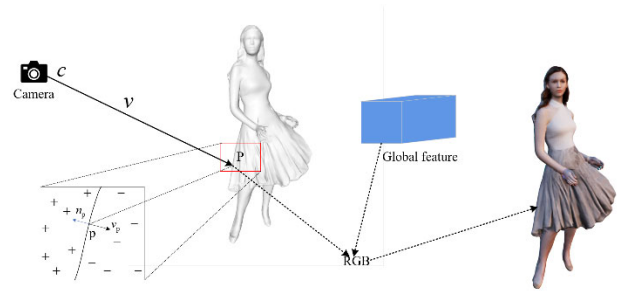 c
Camera
v
P
Global feature
+ + − −
+ n_p
+ p v_p −
+ −
+ + − −
+ − −
RGB